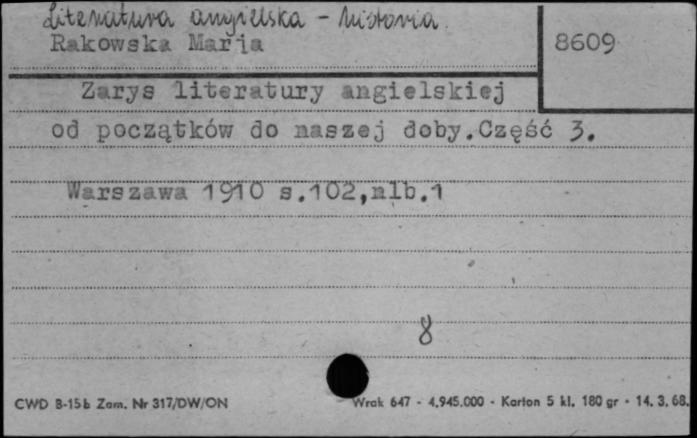 Literatura angielska - historia.
Rakowska Marja
8609
Zarys literatury angielskiej
od początków do naszej doby.Część 3.
Warszawa 1910 s.102,nlb.1
8
CWD B-15b Zam. Nr 317/DW/ON
Wrak 647 - 4.945.000 - Karton 5 kl. 180 gr - 14. 3. 68.